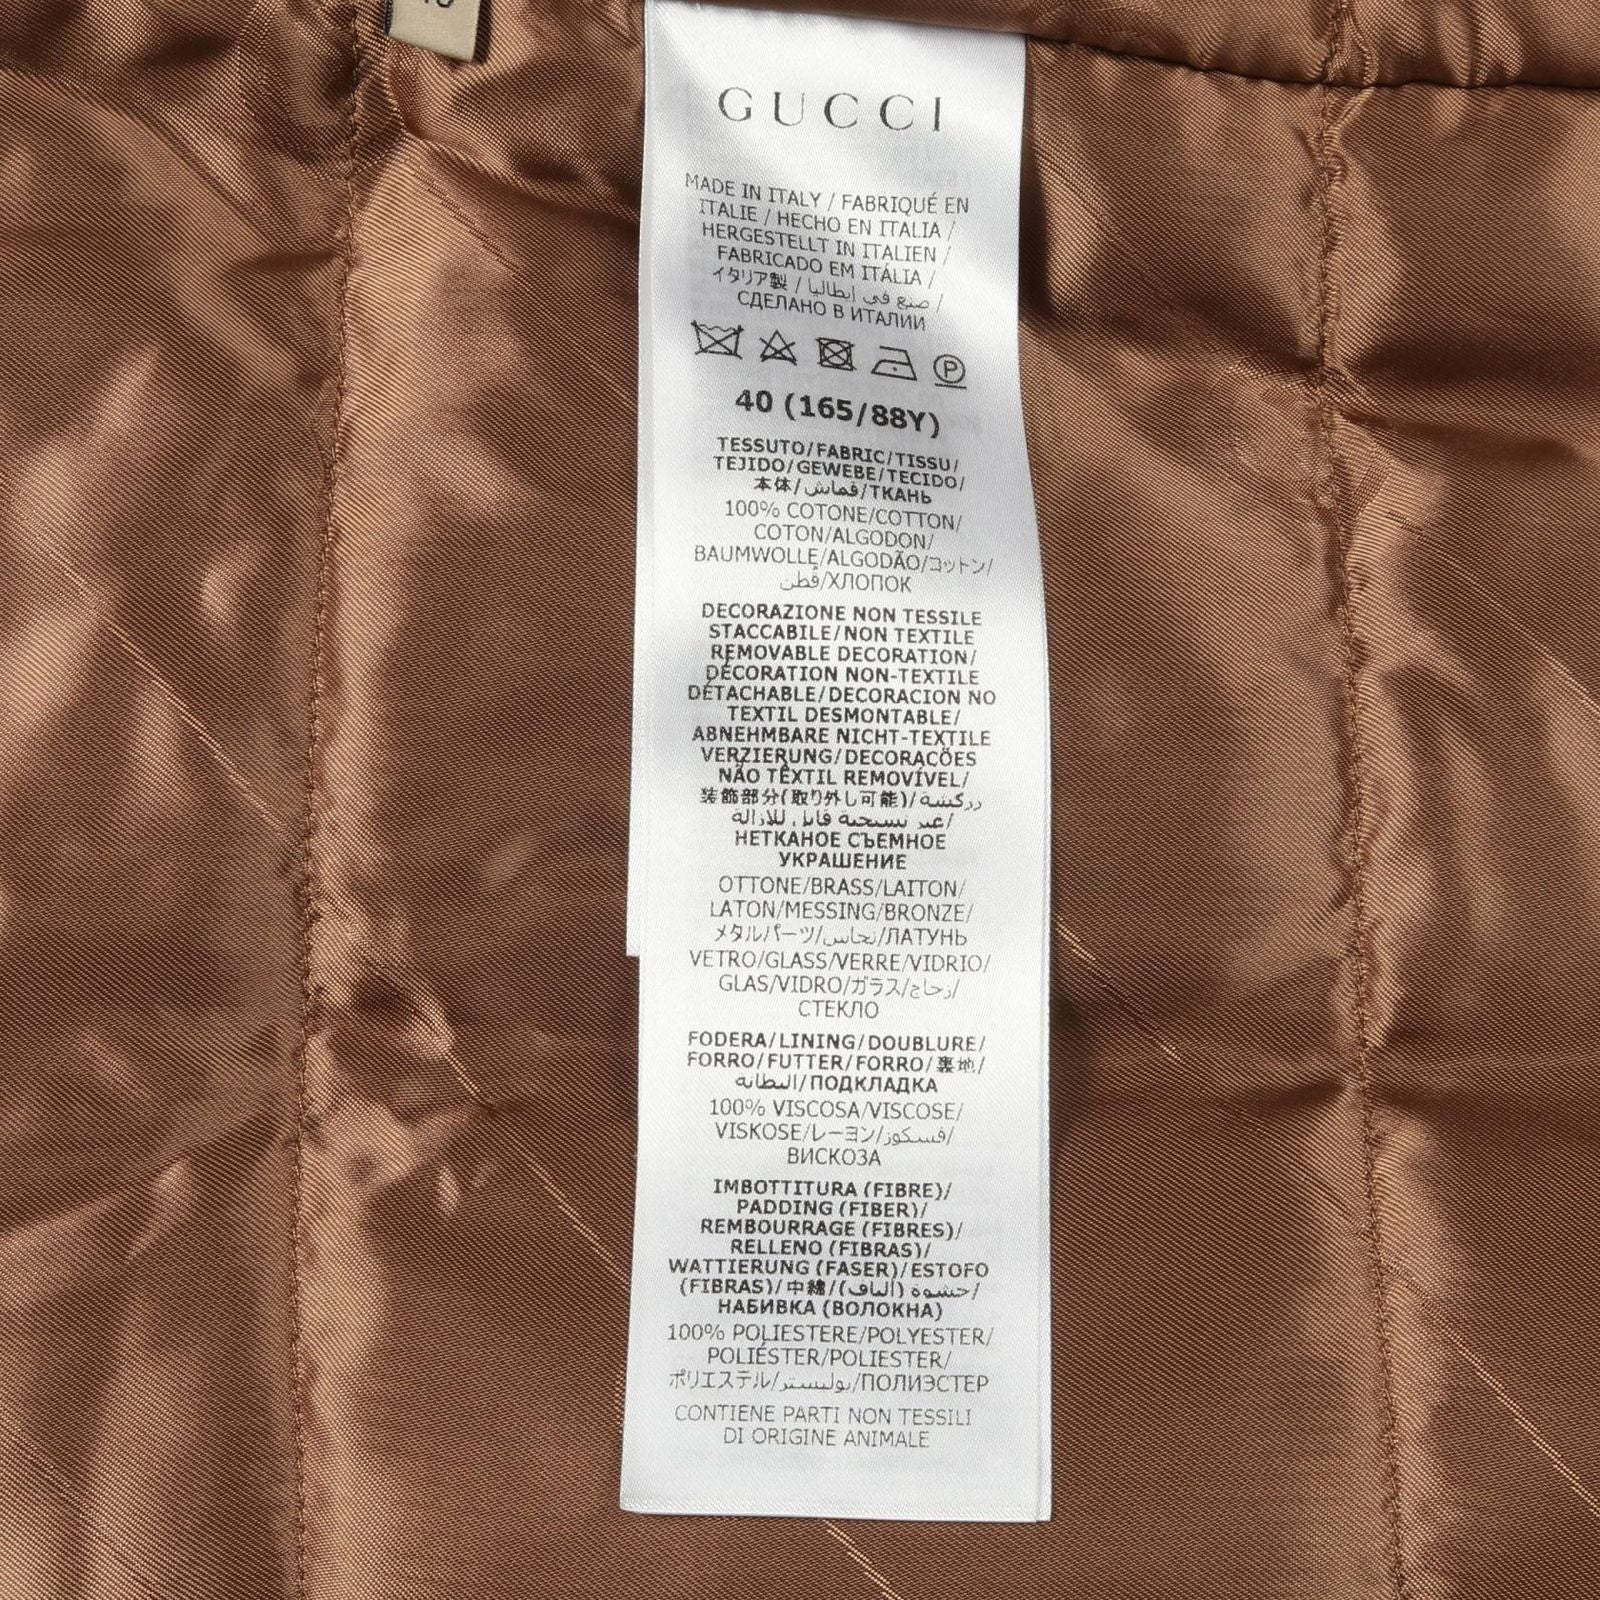 GUCCI
MADE IN ITALY / FABRIQUÉ EN
ITALIE / HECHO EN ITALIA /
HERGESTELLT IN ITALIEN /
FABRICADO EM ITÁLIA /
イタリア製 / صنع في إيطاليا /
СДЕЛАНО В ИТАЛИИ
P
40 (165/88Y)
TESSUTO/FABRIC/TISSU/
TEJIDO/GEWEBE/TECIDO/
本体/قماش/ТКАНЬ
100% COTONE/COTTON/
COTON/ALGODON/
BAUMWOLLE/ALGODÃO/コットン/
قطن/ХЛОПОК
DECORAZIONE NON TESSILE
STACCABILE/NON TEXTILE
REMOVABLE DECORATION/
DÉCORATION NON-TEXTILE
DÉTACHABLE/DECORACION NO
TEXTIL DESMONTABLE/
ABNEHMBARE NICHT-TEXTILE
VERZIERUNG/DECORAÇÕES
NÃO TÊXTIL REMOVÍVEL/
装飾部分(取り外し可能)/زركشة
غير نسيجية قابل للازالة/
НЕТКАНОЕ СЪЕМНОЕ
УКРАШЕНИЕ
OTTONE/BRASS/LAITON/
LATON/MESSING/BRONZE/
メタルパーツ/نحاس/ЛАТУНЬ
VETRO/GLASS/VERRE/VIDRIO/
GLAS/VIDRO/ガラス/زجاج/
СТЕКЛО
FODERA/LINING/DOUBLURE/
FORRO/FUTTER/FORRO/裏地/
البطانة/ПОДКЛАДКА
100% VISCOSA/VISCOSE/
VISKOSE/レーヨン/فسكوز/
ВИСКОЗА
IMBOTTITURA (FIBRE)/
PADDING (FIBER)/
REMBOURRAGE (FIBRES)/
RELLENO (FIBRAS)/
WATTIERUNG (FASER)/ESTOFO
(FIBRAS)/中綿/حشوة (الياف)/
НАБИВКА (ВОЛОКНА)
100% POLIESTERE/POLYESTER/
POLIÉSTER/POLIESTER/
ポリエステル/بوليستر/ПОЛИЭСТЕР
CONTIENE PARTI NON TESSILI
DI ORIGINE ANIMALE